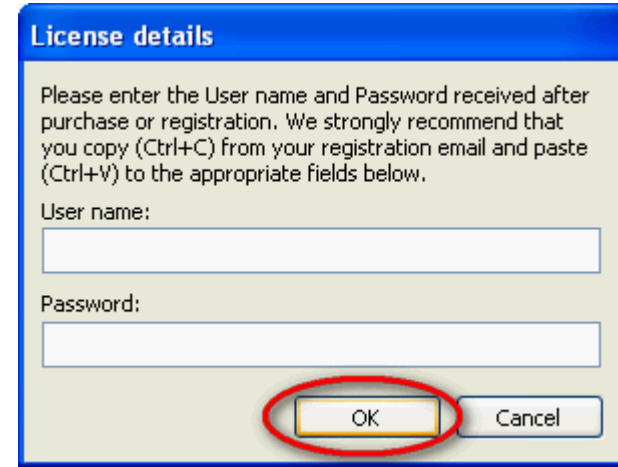 License details
Please enter the User name and Password received after
purchase or registration. We strongly recommend that
you copy (Ctrl+C) from your registration email and paste
(Ctrl+V) to the appropriate fields below.
User name:
Password:
OK Cancel